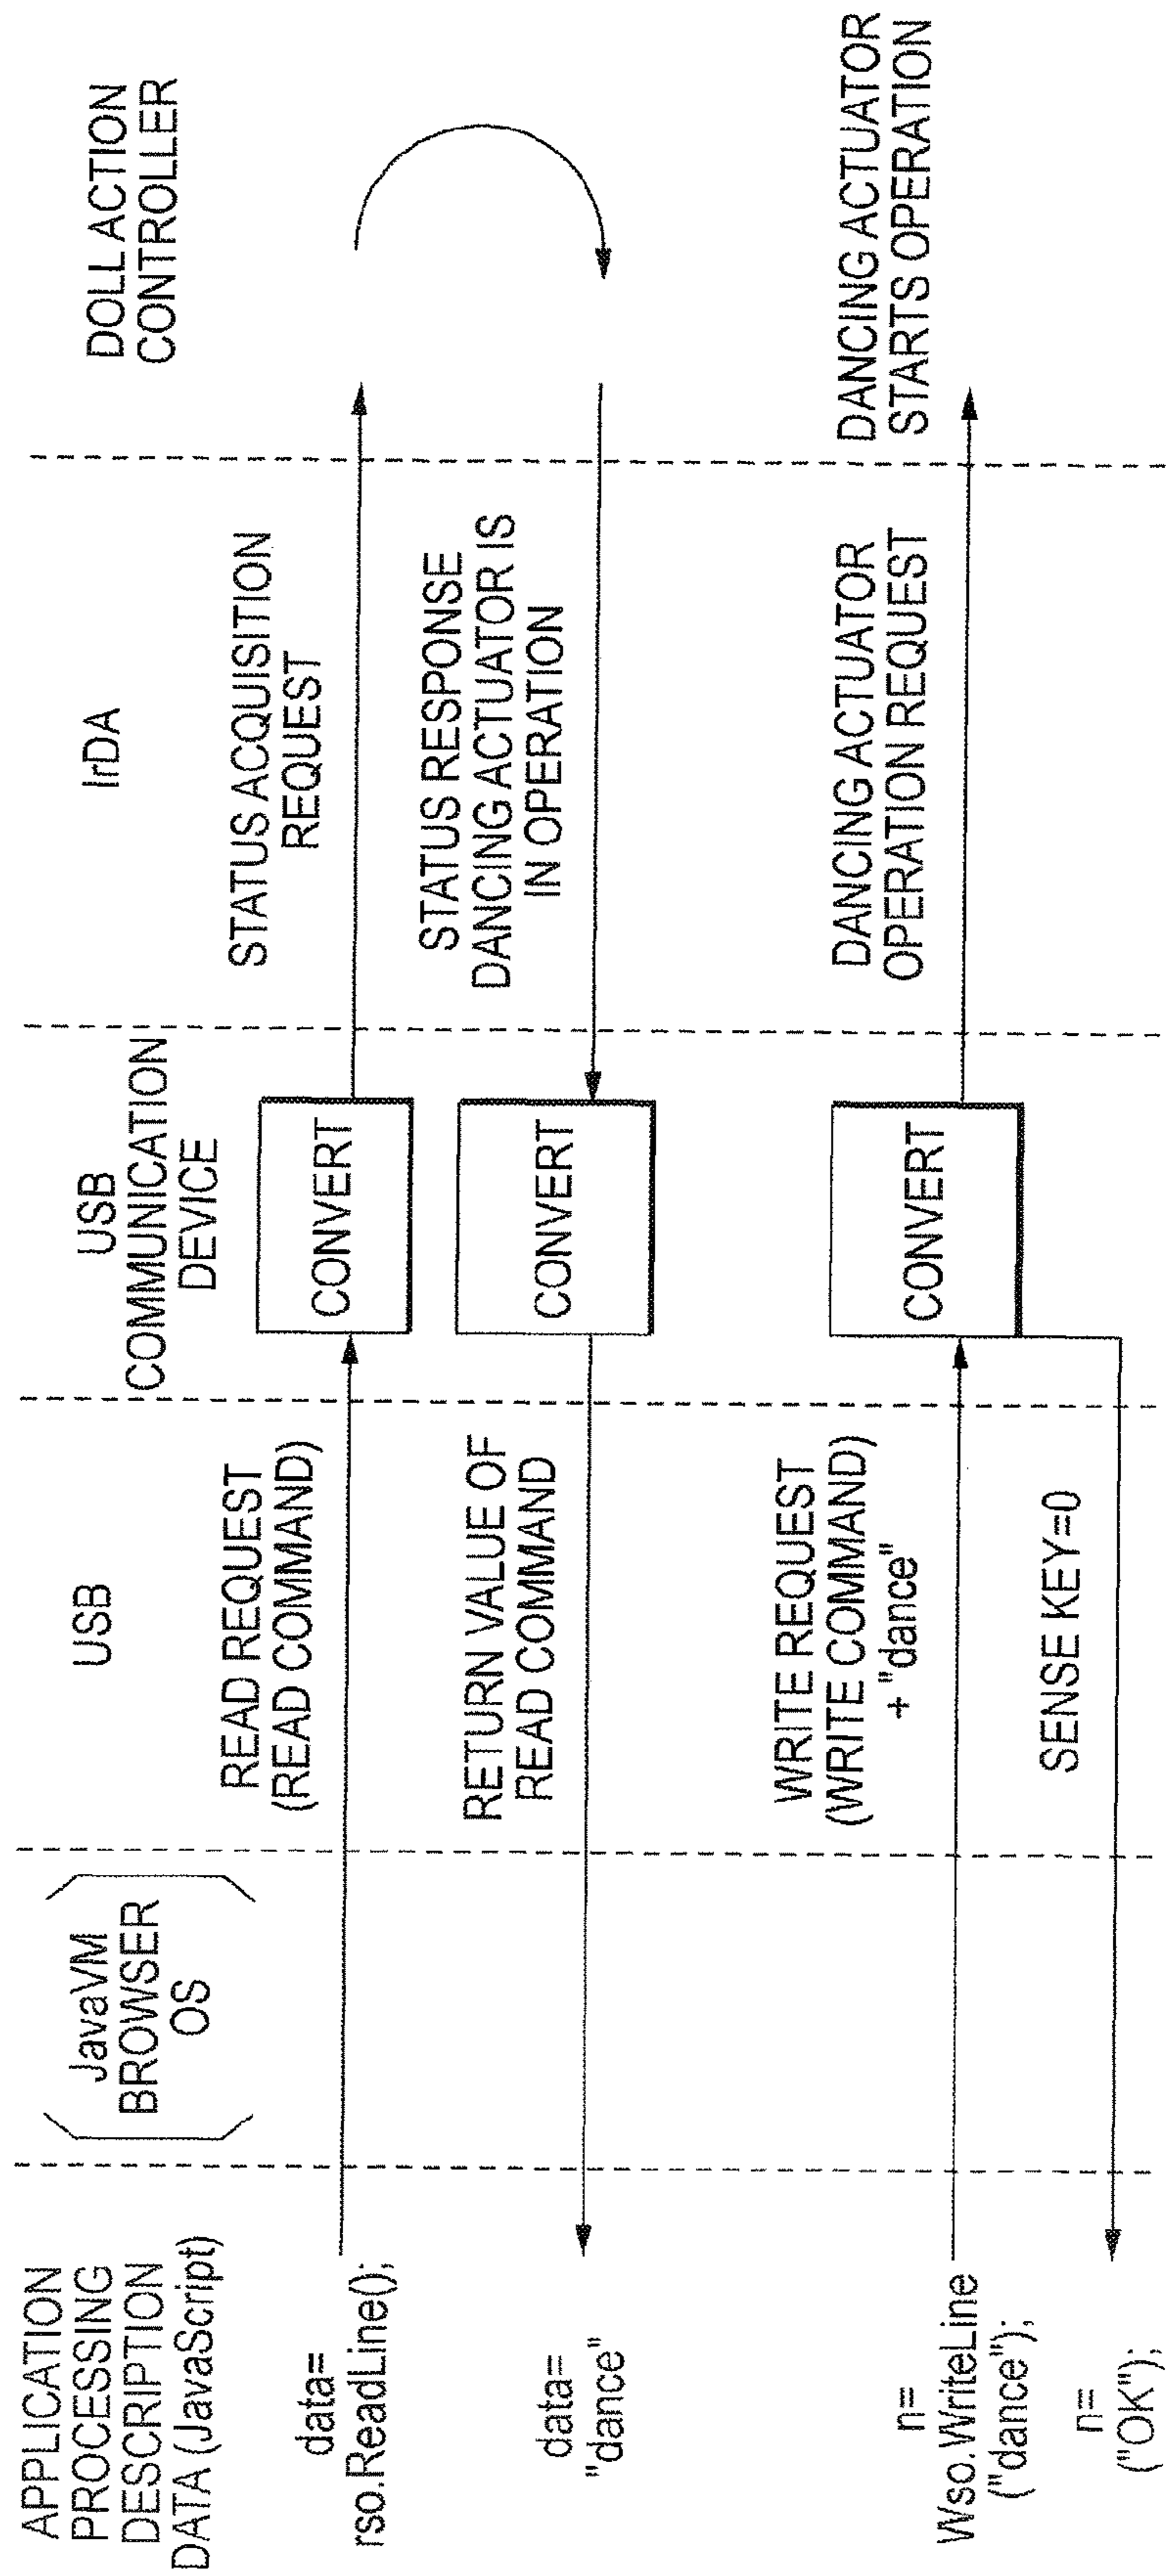 APPLICATION
PROCESSING
DESCRIPTION
DATA (JavaScript)
JavaVM
BROWSER
OS
USB
USB
COMMUNICATION
DEVICE
IrDA
DOLL ACTION
CONTROLLER
data=
rso.ReadLine();
READ REQUEST
(READ COMMAND)
CONVERT
STATUS ACQUISITION
REQUEST
data=
"dance"
RETURN VALUE OF
READ COMMAND
CONVERT
STATUS RESPONSE
DANCING ACTUATOR IS
IN OPERATION
n=
Wso.WriteLine
("dance");
WRITE REQUEST
(WRITE COMMAND)
+ "dance"
CONVERT
DANCING ACTUATOR
OPERATION REQUEST
DANCING ACTUATOR
STARTS OPERATION
n=
("OK");
SENSE KEY=0